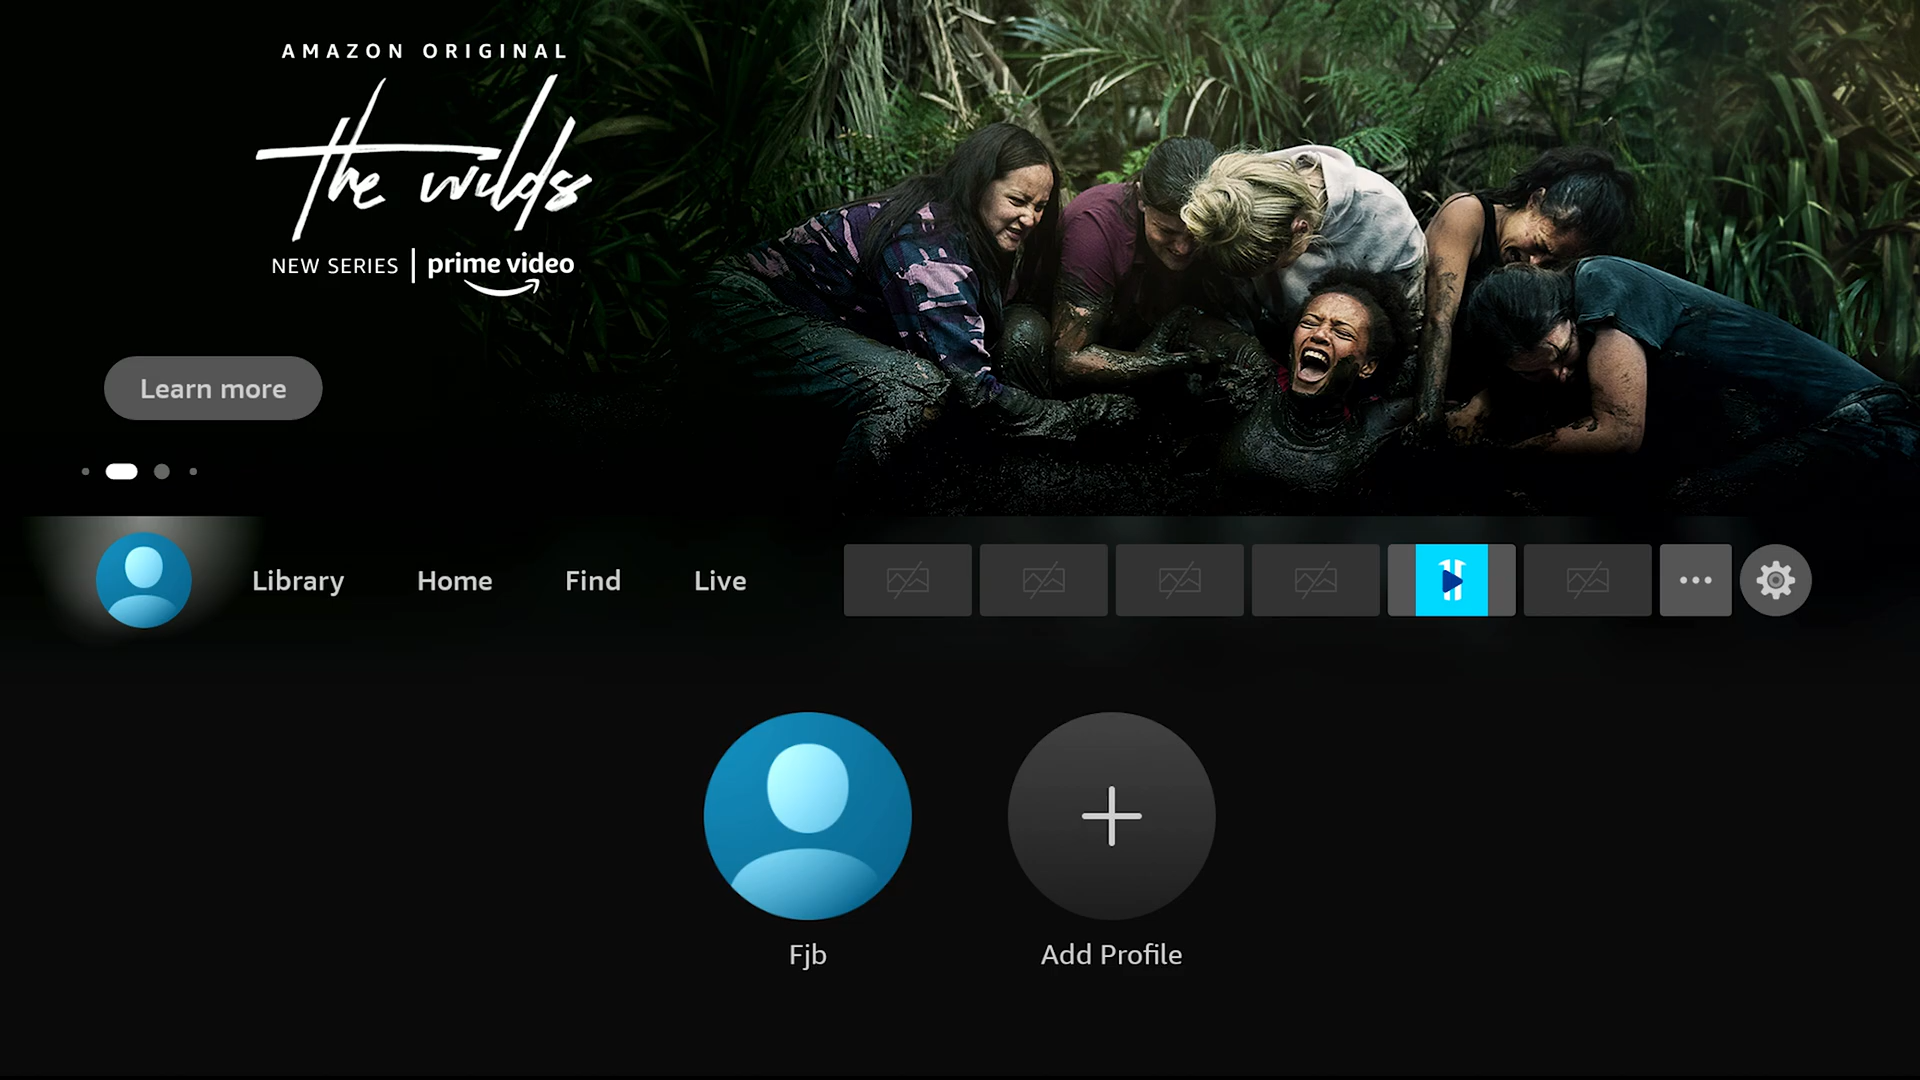 AMAZON ORIGINAL
the wilds
NEW SERIES | prime video
Learn more
Library
Home
Find
Live
Fjb
Add Profile